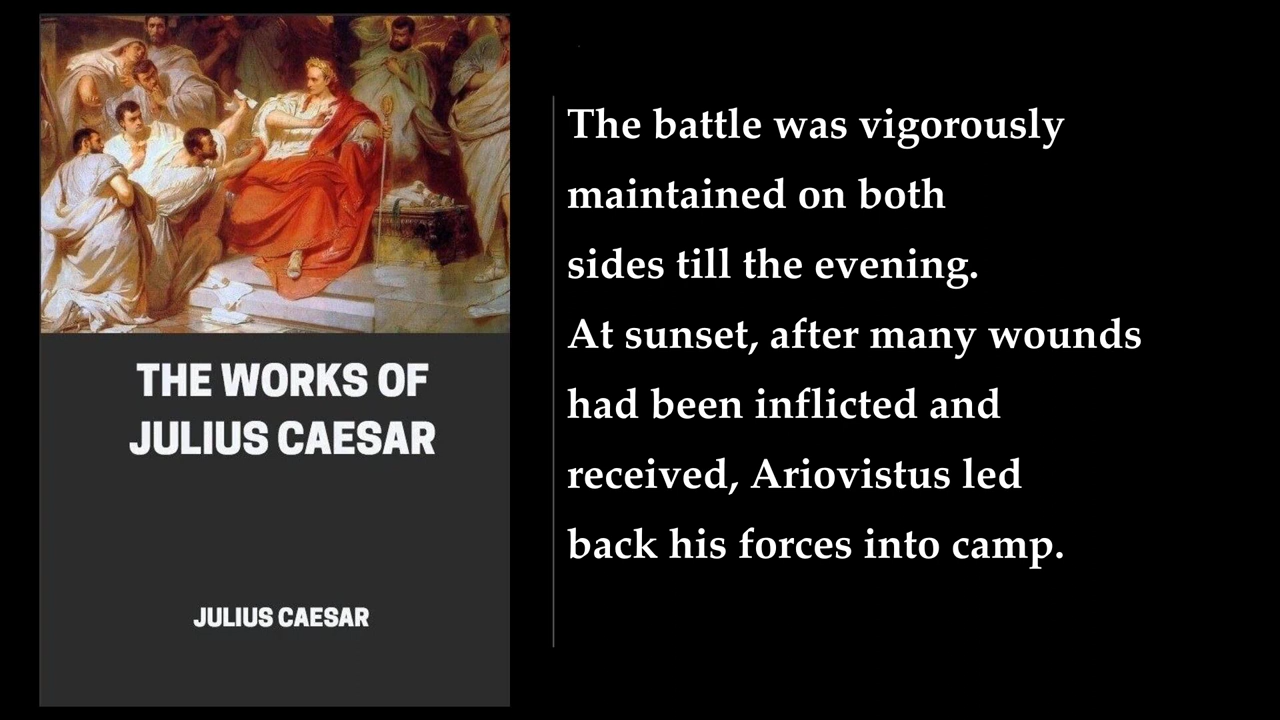 THE WORKS OF
JULIUS CAESAR
JULIUS CAESAR
The battle was vigorously
maintained on both
sides till the evening.
At sunset, after many wounds
had been inflicted and
received, Ariovistus led
back his forces into camp.